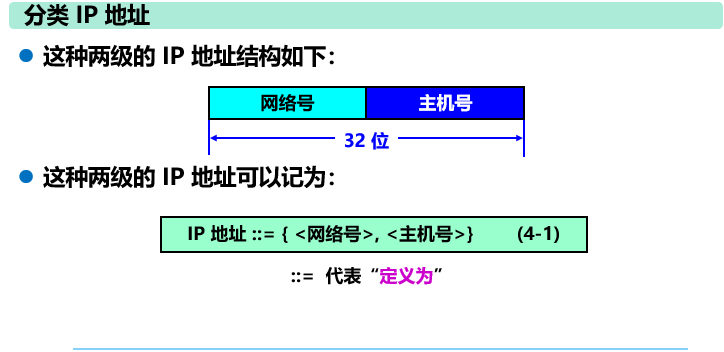 分类 IP 地址
这种两级的 IP 地址结构如下：
网络号 主机号
32 位
这种两级的 IP 地址可以记为：
IP 地址 ::= { <网络号>, <主机号>} (4-1)
::= 代表 “定义为”